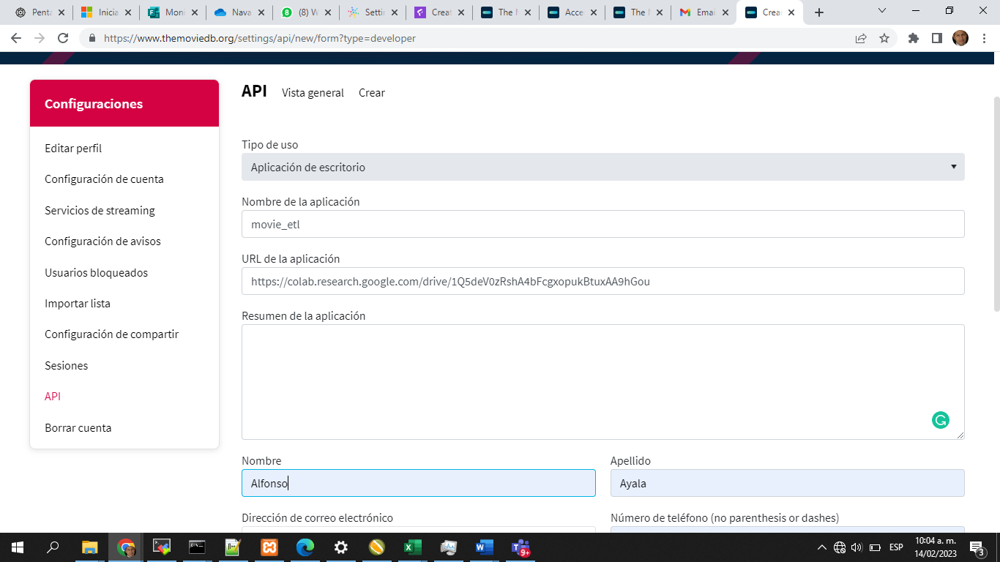 Penta
Inicia
Moni
Nava
(8) W
Settin
Creat
The M
Acce
The M
Emai
Crear
https://www.themoviedb.org/settings/api/new/form?type=developer
Configuraciones
Editar perfil
Configuración de cuenta
Servicios de streaming
Configuración de avisos
Usuarios bloqueados
Importar lista
Configuración de compartir
Sesiones
API
Borrar cuenta
API Vista general Crear
Tipo de uso
Aplicación de escritorio
Nombre de la aplicación
movie_etl
URL de la aplicación
https://colab.research.google.com/drive/1Q5deV0zRshA4bFcgxopukBtuxAA9hGou
Resumen de la aplicación
Nombre Apellido
Alfonso Ayala
Dirección de correo electrónico Número de teléfono (no parenthesis or dashes)
9+
ESP
10:04 a. m.
14/02/2023
3